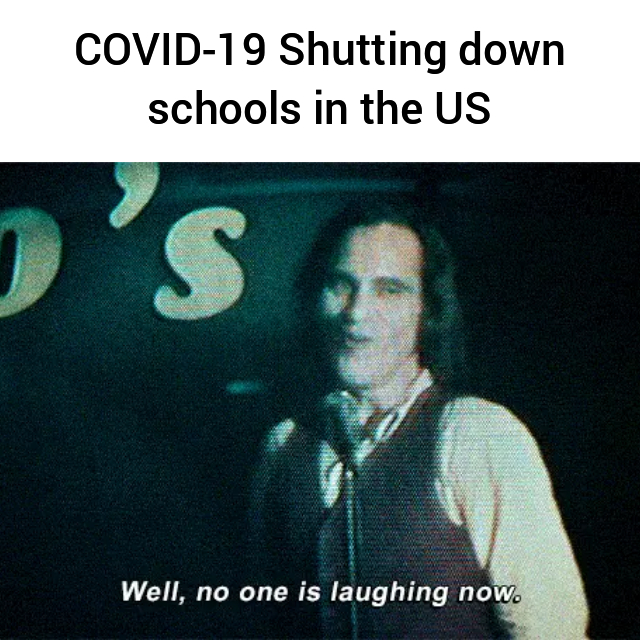 COVID-19 Shutting down
schools in the US
o's
Well, no one is laughing now.